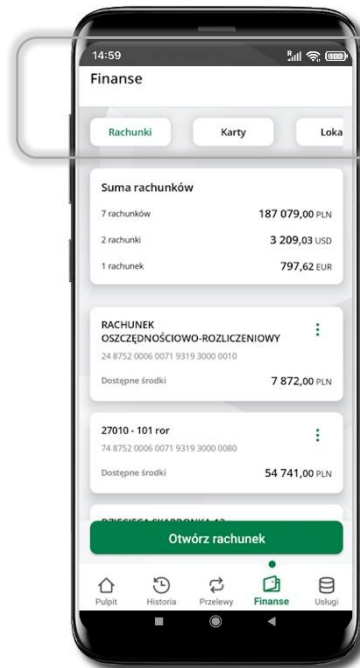 14:59
Finanse
Rachunki Karty Loka
Suma rachunków
7 rachunków 187 079,00 PLN
2 rachunki 3 209,03 USD
1 rachunek 797,62 EUR
RACHUNEK
OSZCZĘDNOŚCIOWO-ROZLICZENIOWY
24 8752 0006 0071 9319 3000 0010
Dostępne środki 7 872,00 PLN
27010 - 101 ror
74 8752 0006 0071 9319 3000 0080
Dostępne środki 54 741,00 PLN
Otwórz rachunek
Pulpit Historia Przelewy Finanse Usługi